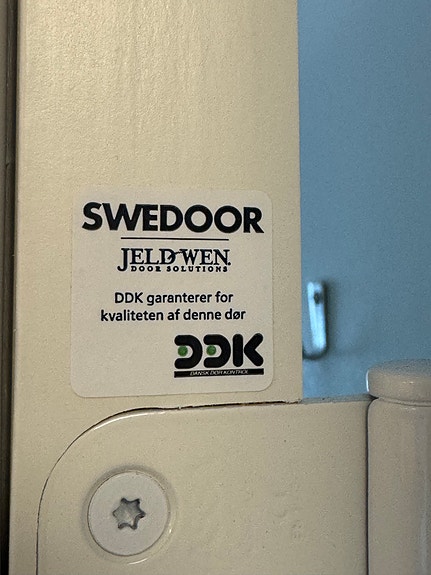 SWEDOOR
JELD-WEN.
DOOR SOLUTIONS
DDK garanterer for
kvaliteten af denne dør
DDK
DANSK DØR KONTROL